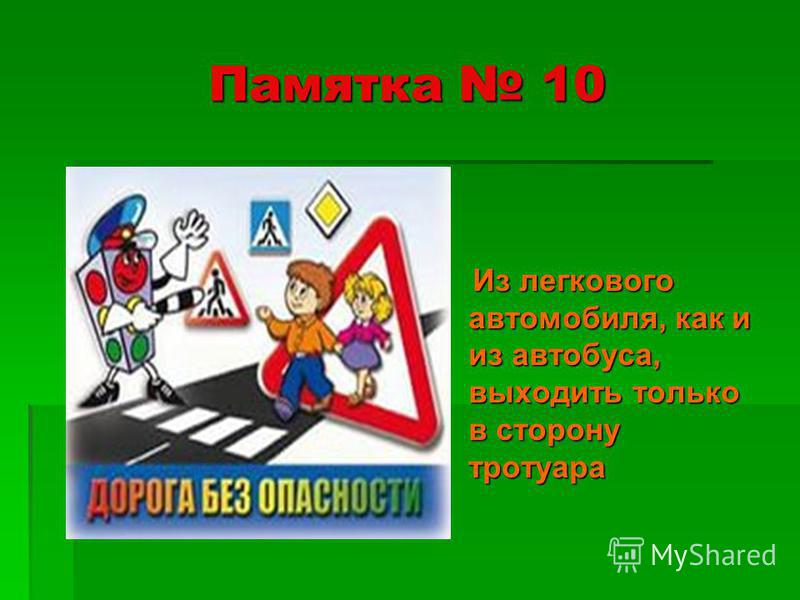 Памятка № 10
Из легкового
автомобиля, как и
из автобуса,
выходить только
в сторону
тротуара
ДОРОГА БЕЗ ОПАСНОСТИ
MyShared